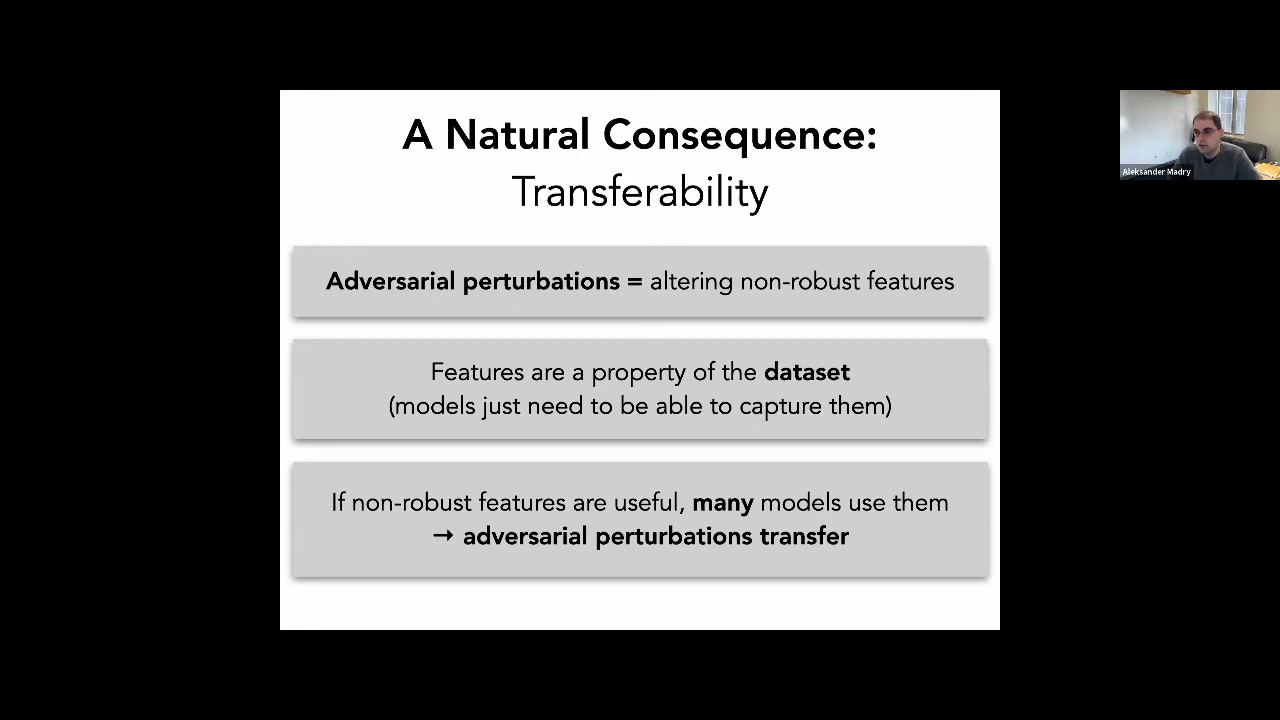 A Natural Consequence:
Transferability
Adversarial perturbations = altering non-robust features
Features are a property of the dataset
(models just need to be able to capture them)
If non-robust features are useful, many models use them
→ adversarial perturbations transfer
Aleksander Madry